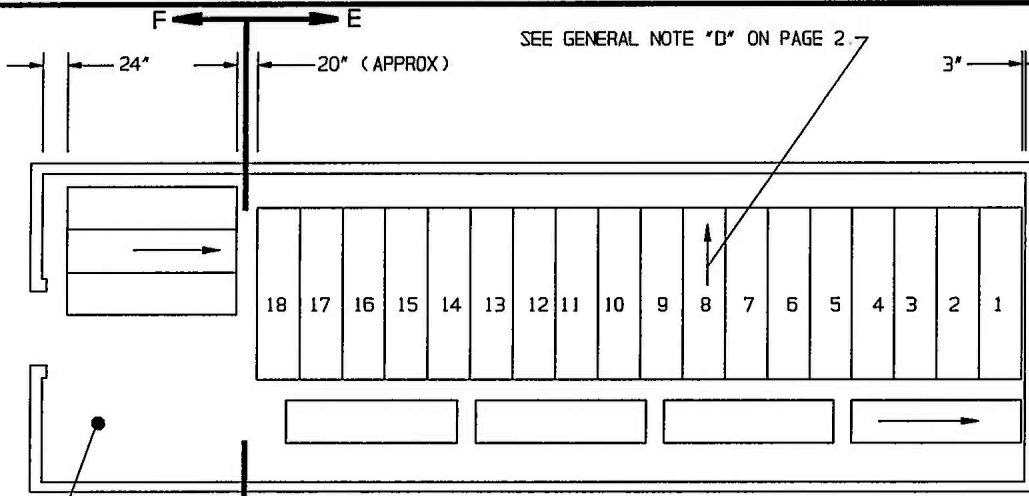 F E
SEE GENERAL NOTE "D" ON PAGE 2.
24" 20" (APPROX) 3"
18 17 16 15 14 13 12 11 10 9 8 7 6 5 4 3 2 1